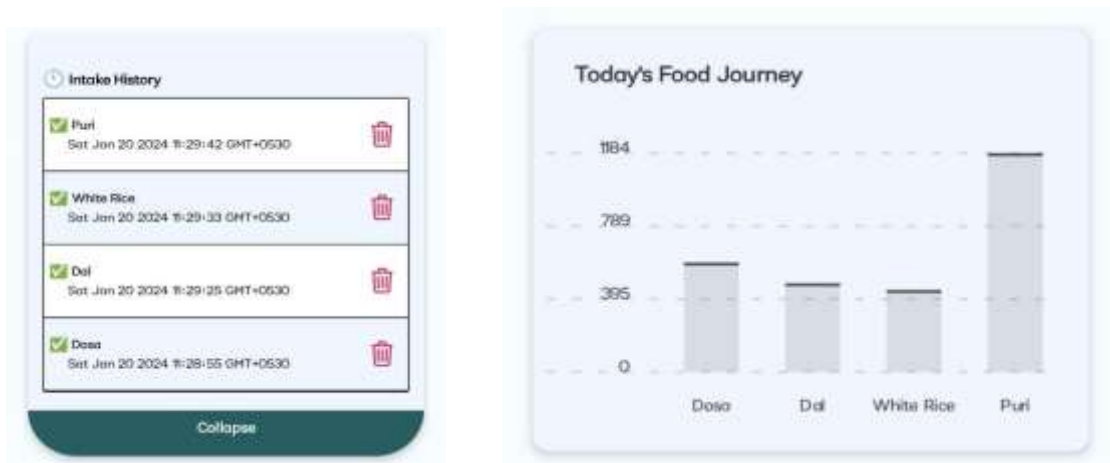 Intake History
Puri
Sat Jan 20 2024 11:29:42 GMT+0530
White Rice
Sat Jan 20 2024 11:29:33 GMT+0530
Dal
Sat Jan 20 2024 11:29:25 GMT+0530
Dosa
Sat Jan 20 2024 11:28:55 GMT+0530
Collapse
Today's Food Journey
1184
789
395
0
Dosa Dal White Rice Puri